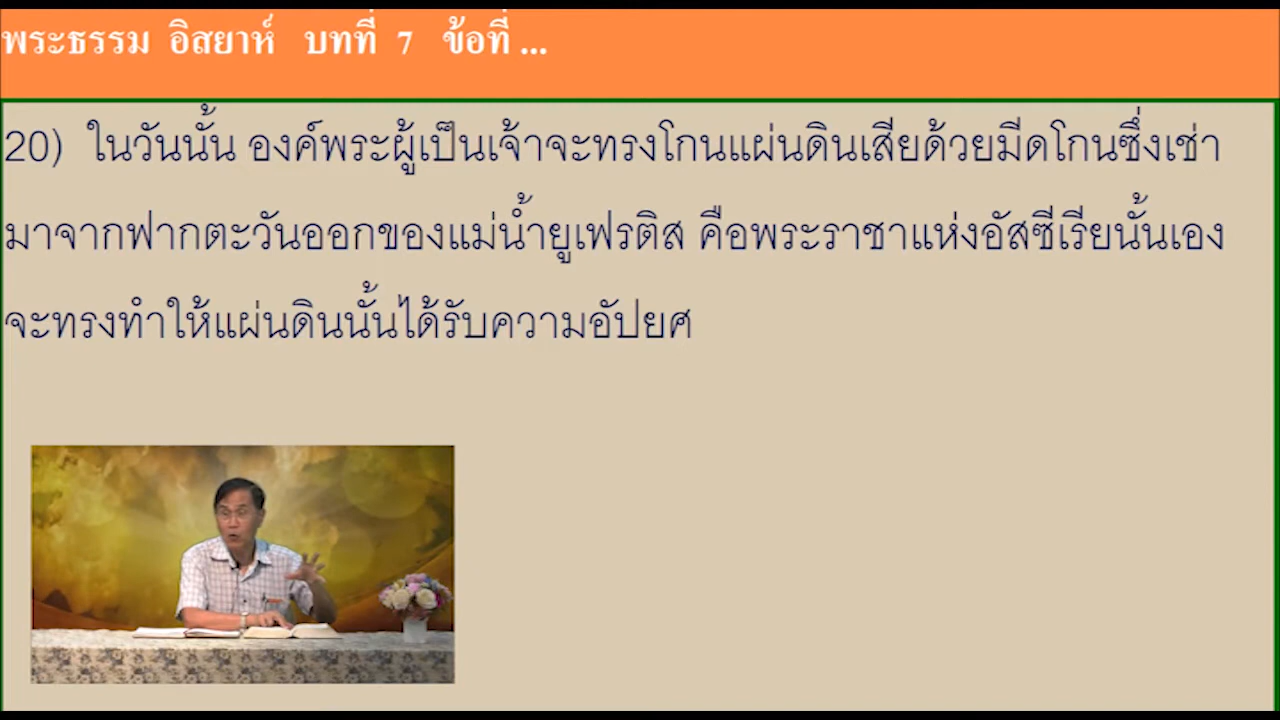 พระธรรม อิสยาห์ บทที่ 7 ข้อที่ ...
20) ในวันนั้น องค์พระผู้เป็นเจ้าจะทรงโกนแผ่นดินเสียด้วยมีดโกนซึ่งเช่า
มาจากฟากตะวันออกของแม่น้ำยูเฟรติส คือพระราชาแห่งอัสซีเรียนั้นเอง
จะทรงทำให้แผ่นดินนั้นได้รับความอัปยศ